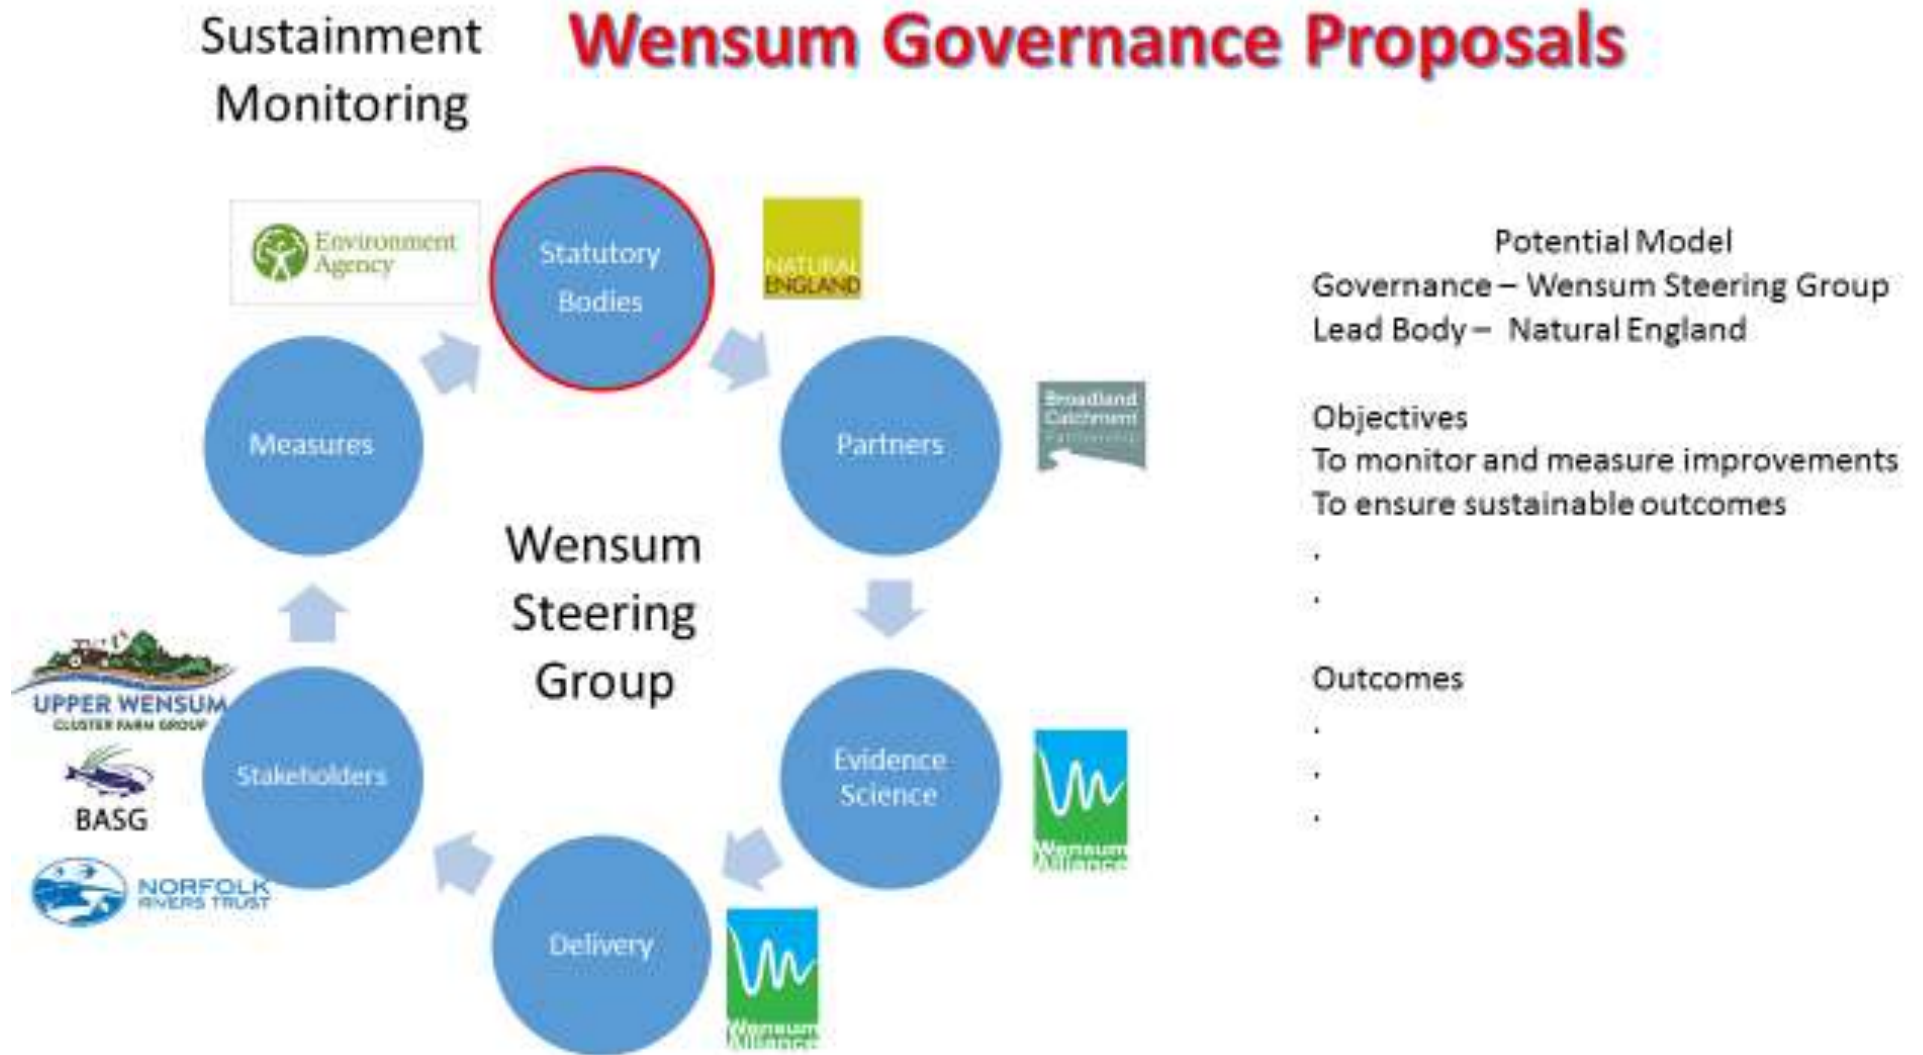 Sustainment
Monitoring
Wensum Governance Proposals
Environment
Agency
Statutory
Bodies
NATURAL
ENGLAND
Measures
Partners
Broadland
Catchment
Partnership
Wensum
Steering
Group
UPPER WENSUM
CLUSTER FARM GROUP
BASG
NORFOLK
RIVERS TRUST
Stakeholders
Evidence
Science
Wensum
Alliance
Delivery
Wensum
Alliance
Potential Model
Governance – Wensum Steering Group
Lead Body – Natural England
Objectives
To monitor and measure improvements
To ensure sustainable outcomes
.
.
Outcomes
.
.
.